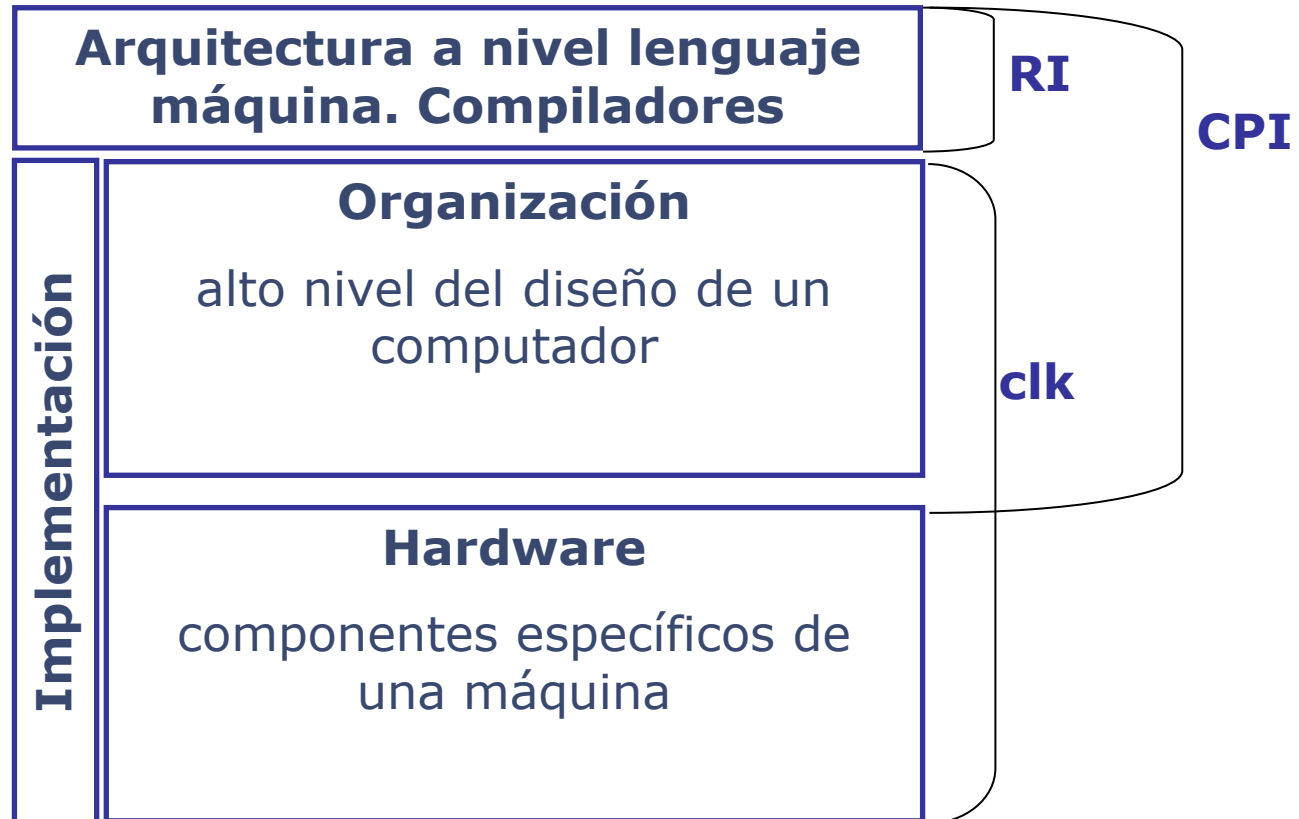 Arquitectura a nivel lenguaje
máquina. Compiladores
RI
CPI
Implementación
Organización
alto nivel del diseño de un
computador
clk
Hardware
componentes específicos de
una máquina